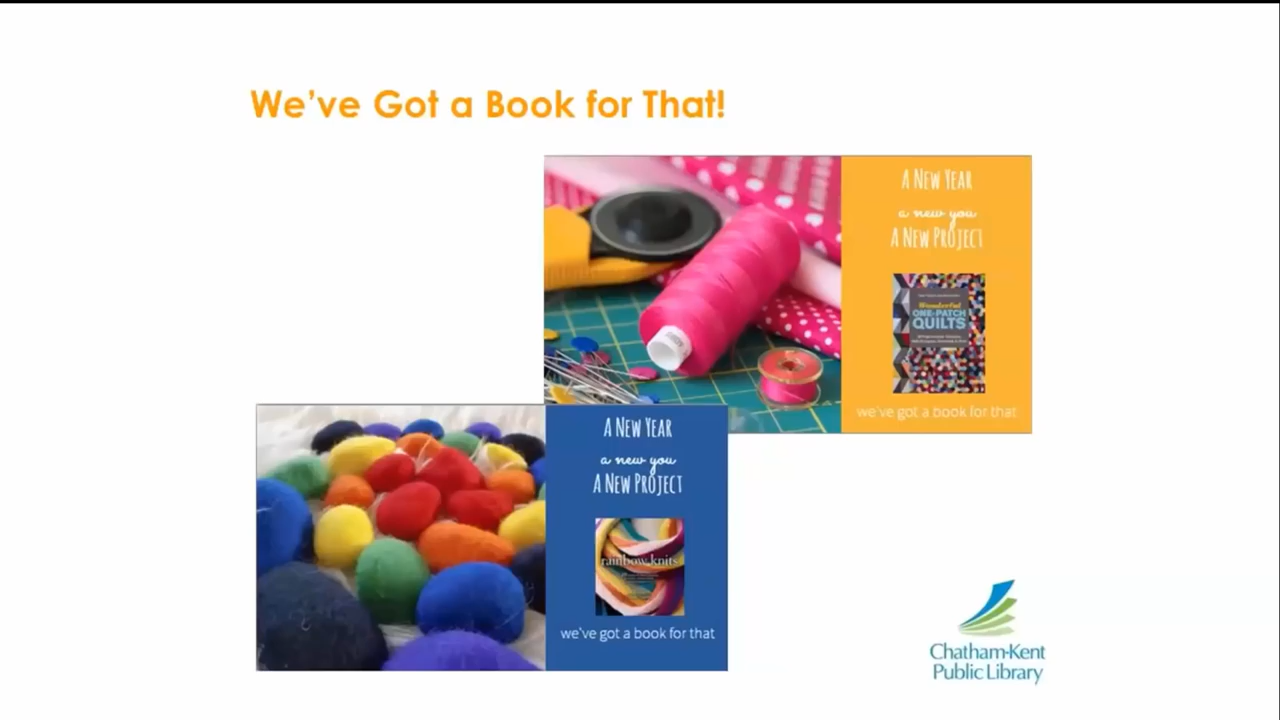 We've Got a Book for That!
A NEW YEAR
a new you
A NEW PROJECT
Wonderful
ONE-PATCH
QUILTS
we've got a book for that
A NEW YEAR
a new you
A NEW PROJECT
rainbow knits
we've got a book for that
Chatham-Kent
Public Library